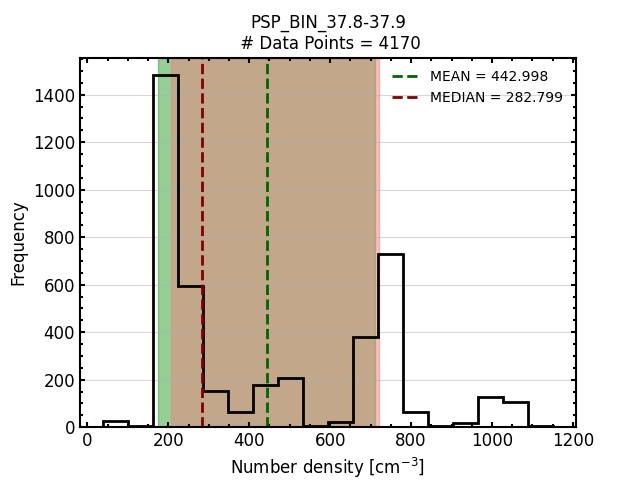 PSP_BIN_37.8-37.9
# Data Points = 4170
MEAN = 442.998
MEDIAN = 282.799
1400
1200
1000
800
600
400
200
0
Frequency
0 200 400 600 800 1000 1200
Number density [cm⁻³]